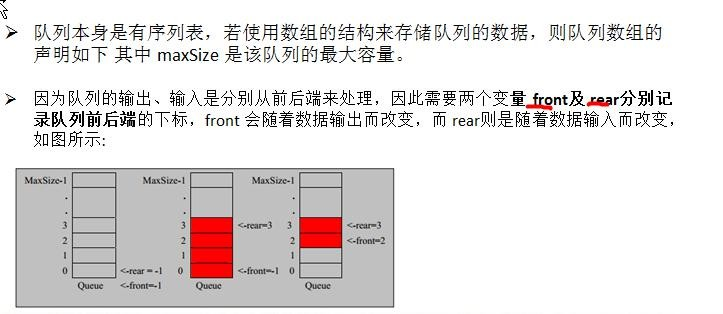 ➢ 队列本身是有序列表，若使用数组的结构来存储队列的数据，则队列数组的
声明如下 其中 maxSize 是该队列的最大容量。
➢ 因为队列的输出、输入是分别从前后端来处理，因此需要两个变量 front及 rear分别记
录队列前后端的下标，front 会随着数据输出而改变，而 rear则是随着数据输入而改变，
如图所示:
MaxSize-1 MaxSize-1 MaxSize-1
. . .
. . .
3 3 <-rear=3 3 <-rear=3
2 2 2 <-front=2
1 1 1
0 <-rear = -1 0 <-front=-1 0
Queue <-front=-1 Queue Queue